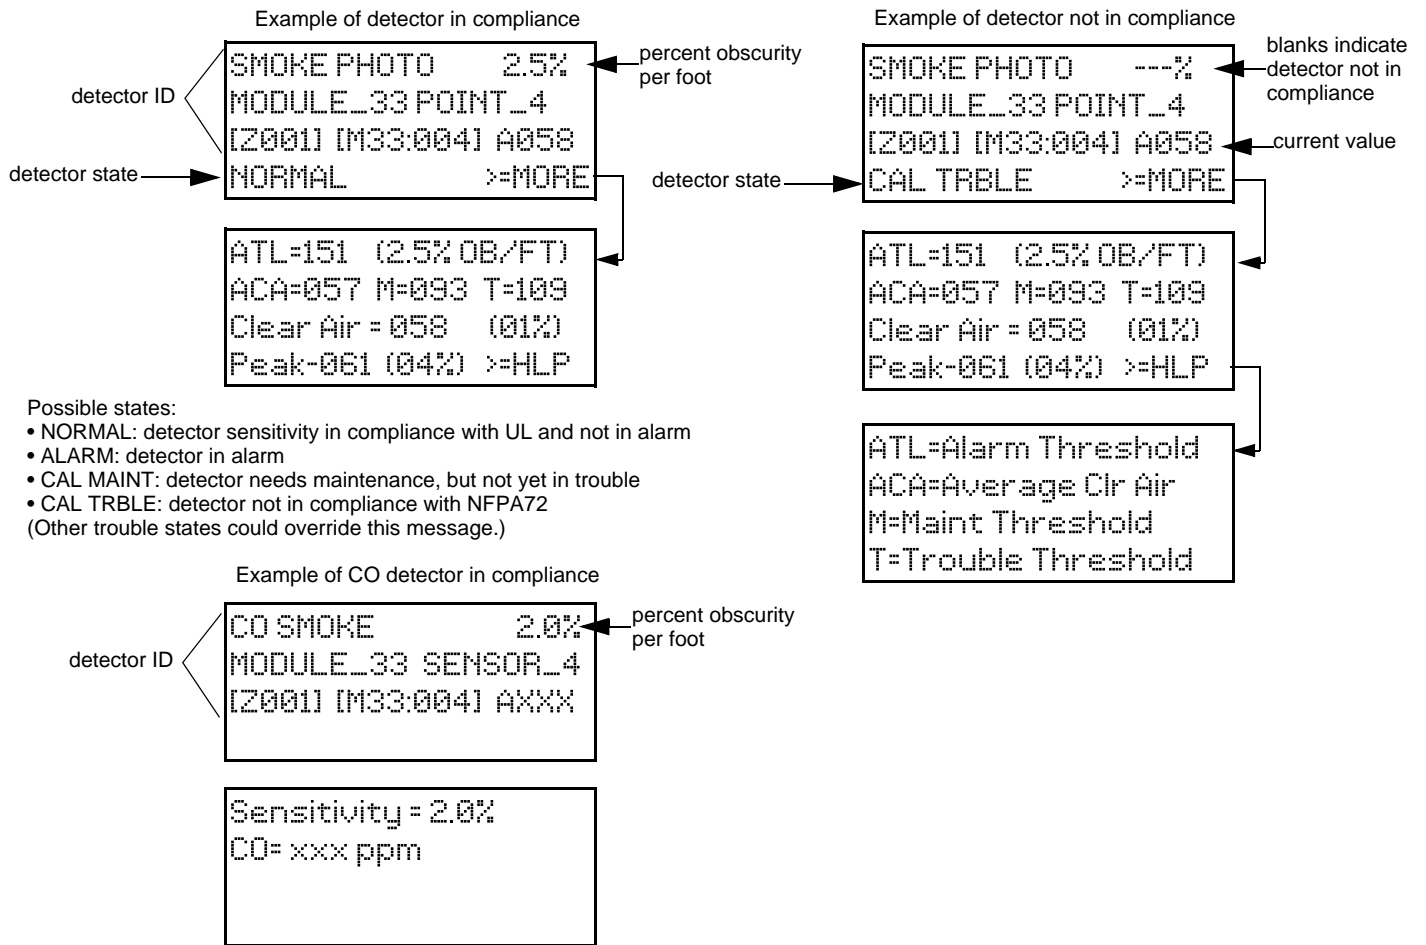 Example of detector in compliance
SMOKE PHOTO 2.5%
MODULE_33 POINT_4
[Z001] [M33:004] A058
NORMAL >=MORE
percent obscurity
per foot
detector ID
detector state
ATL=151 (2.5% OB/FT)
ACA=057 M=093 T=109
Clear Air = 058 (01%)
Peak-061 (04%) >=HLP
Example of detector not in compliance
SMOKE PHOTO ---%
MODULE_33 POINT_4
[Z001] [M33:004] A058
CAL TRBLE >=MORE
blanks indicate
detector not in
compliance
current value
detector state
ATL=151 (2.5% OB/FT)
ACA=057 M=093 T=109
Clear Air = 058 (01%)
Peak-061 (04%) >=HLP
ATL=Alarm Threshold
ACA=Average Clr Air
M=Maint Threshold
T=Trouble Threshold
Possible states:
• NORMAL: detector sensitivity in compliance with UL and not in alarm
• ALARM: detector in alarm
• CAL MAINT: detector needs maintenance, but not yet in trouble
• CAL TRBLE: detector not in compliance with NFPA72
(Other trouble states could override this message.)
Example of CO detector in compliance
CO SMOKE 2.0%
MODULE_33 SENSOR_4
[Z001] [M33:004] AXXX
percent obscurity
per foot
detector ID
Sensitivity = 2.0%
CO= xxx ppm